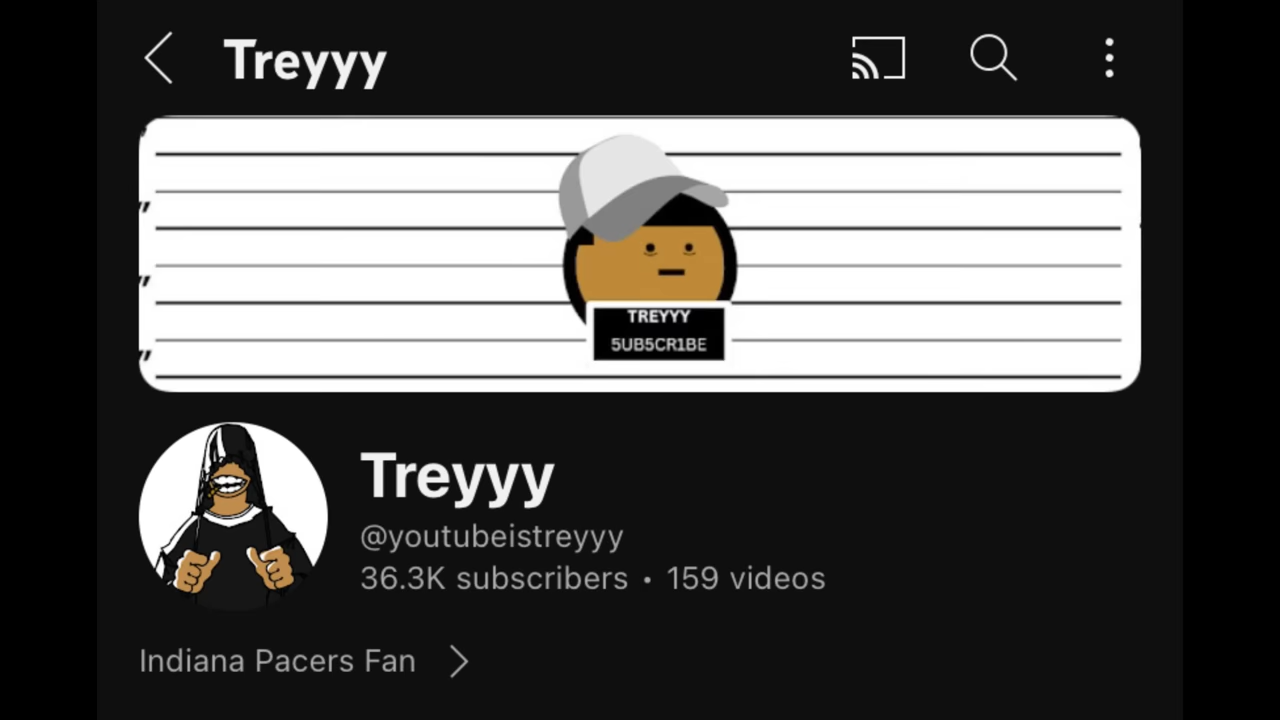 Treyyy
TREYYY
5UB5CR1BE
Treyyy
@youtubeistreyyy
36.3K subscribers • 159 videos
Indiana Pacers Fan